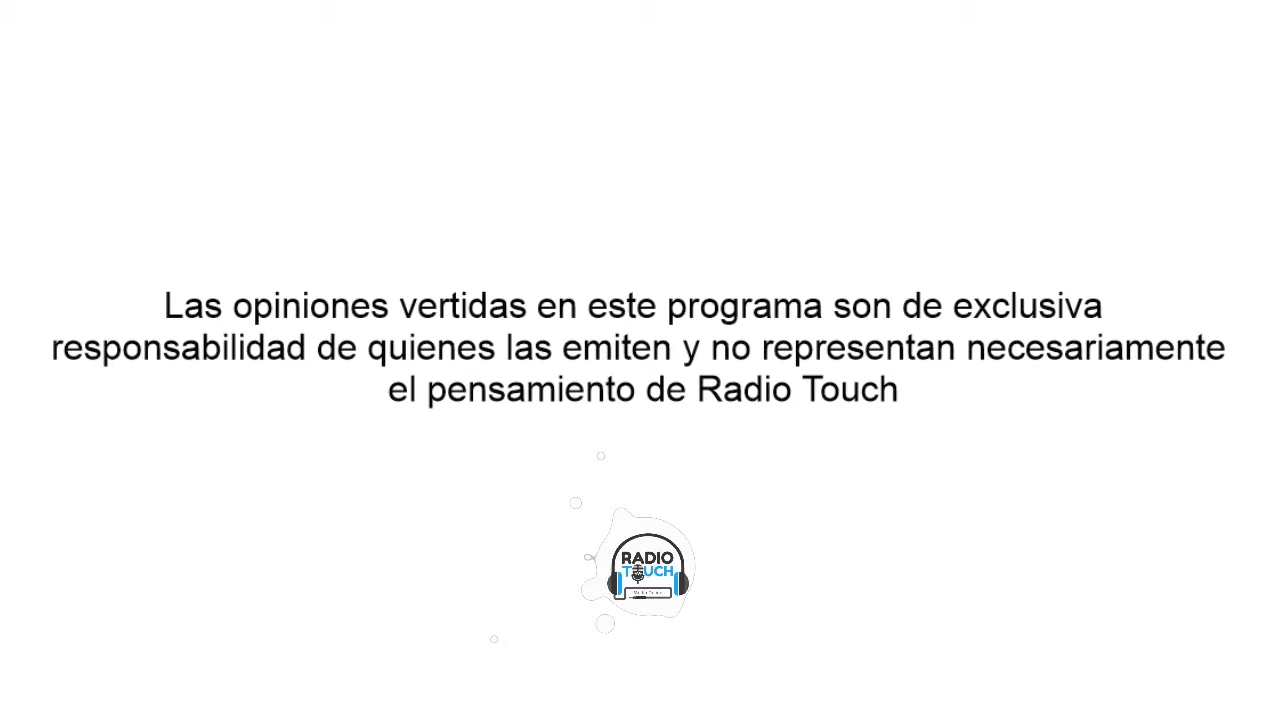 Las opiniones vertidas en este programa son de exclusiva
responsabilidad de quienes las emiten y no representan necesariamente
el pensamiento de Radio Touch
RADIO
TOUCH